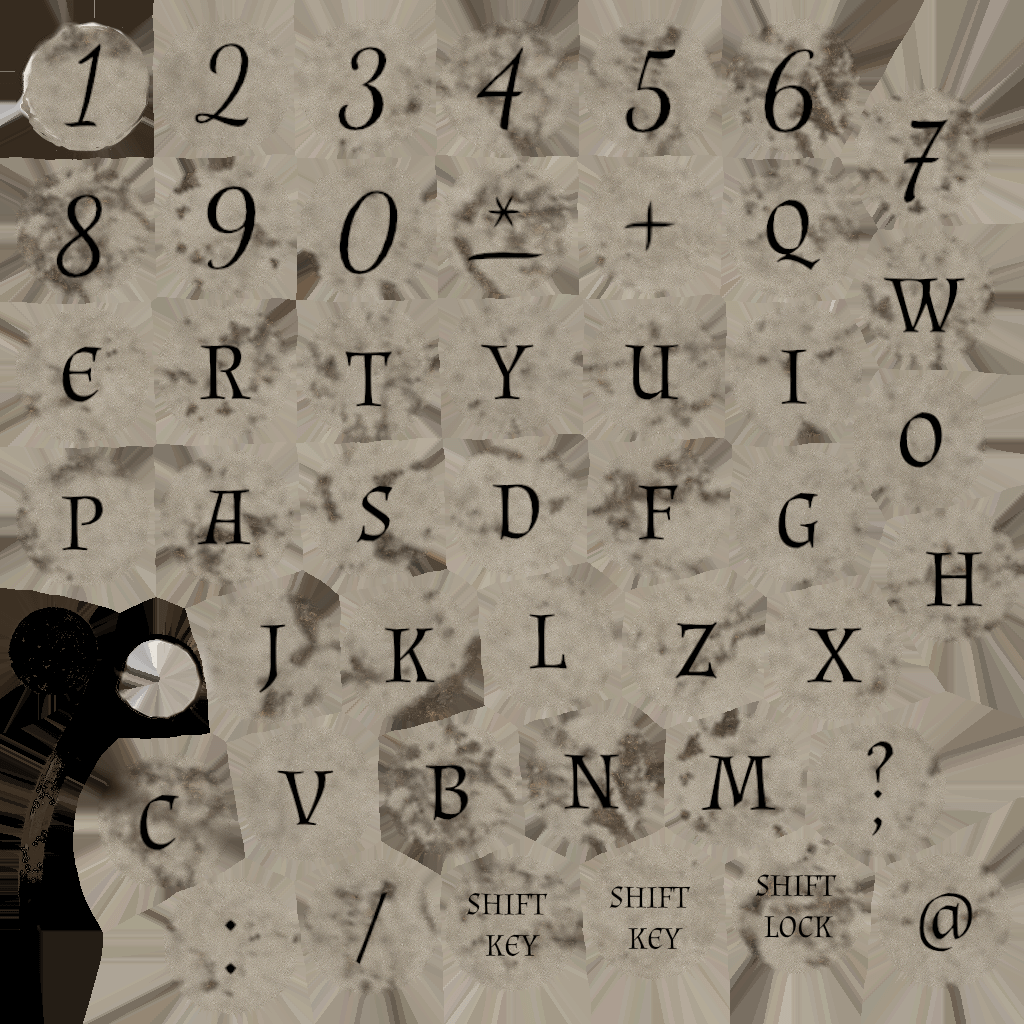 1 2 3 4 5 6 7
8 9 0 * _ + Q
W
E R T Y U I
O
P A S D F G
H
J K L Z X
C V B N M ? ,
: / SHIFT KEY SHIFT KEY SHIFT LOCK @